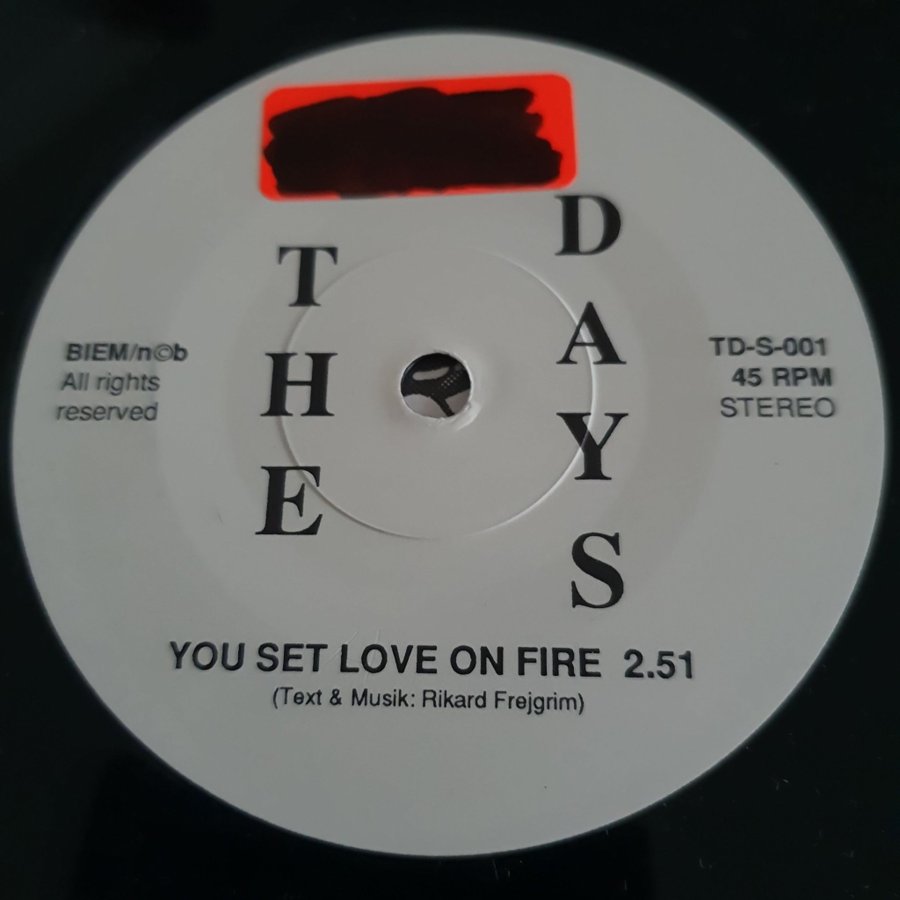 THE
DAYS
BIEM/n©b
All rights
reserved
TD-S-001
45 RPM
STEREO
YOU SET LOVE ON FIRE 2.51
(Text & Musik: Rikard Frejgrim)